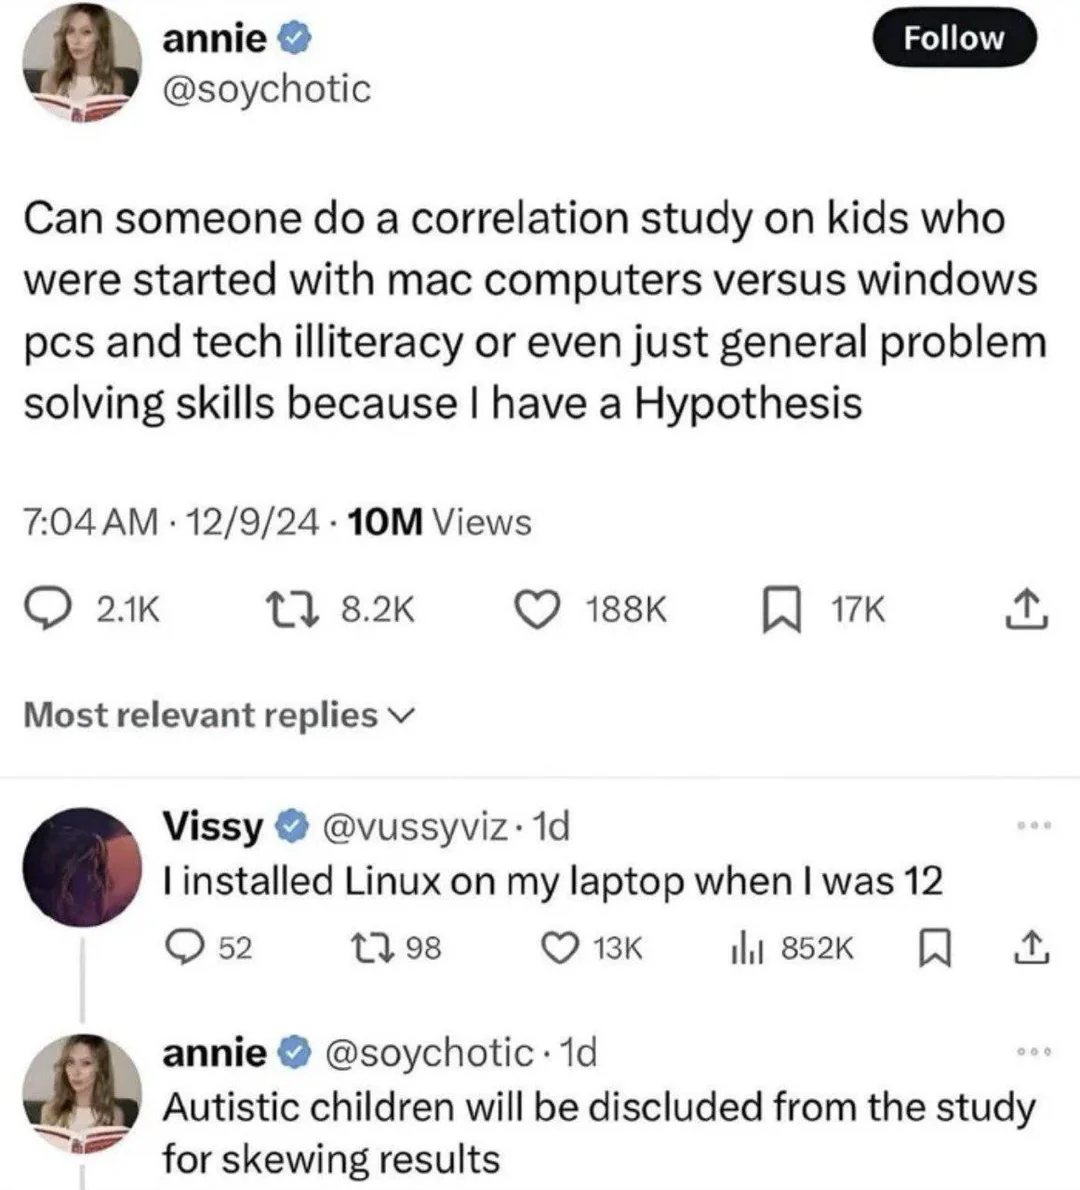 annie
Follow
@soychotic
Can someone do a correlation study on kids who
were started with mac computers versus windows
pcs and tech illiteracy or even just general problem
solving skills because I have a Hypothesis
7:04 AM · 12/9/24 · 10M Views
2.1K 8.2K 188K 17K
Most relevant replies
Vissy @vussyviz · 1d
I installed Linux on my laptop when I was 12
52 98 13K 852K
annie @soychotic · 1d
Autistic children will be discluded from the study
for skewing results